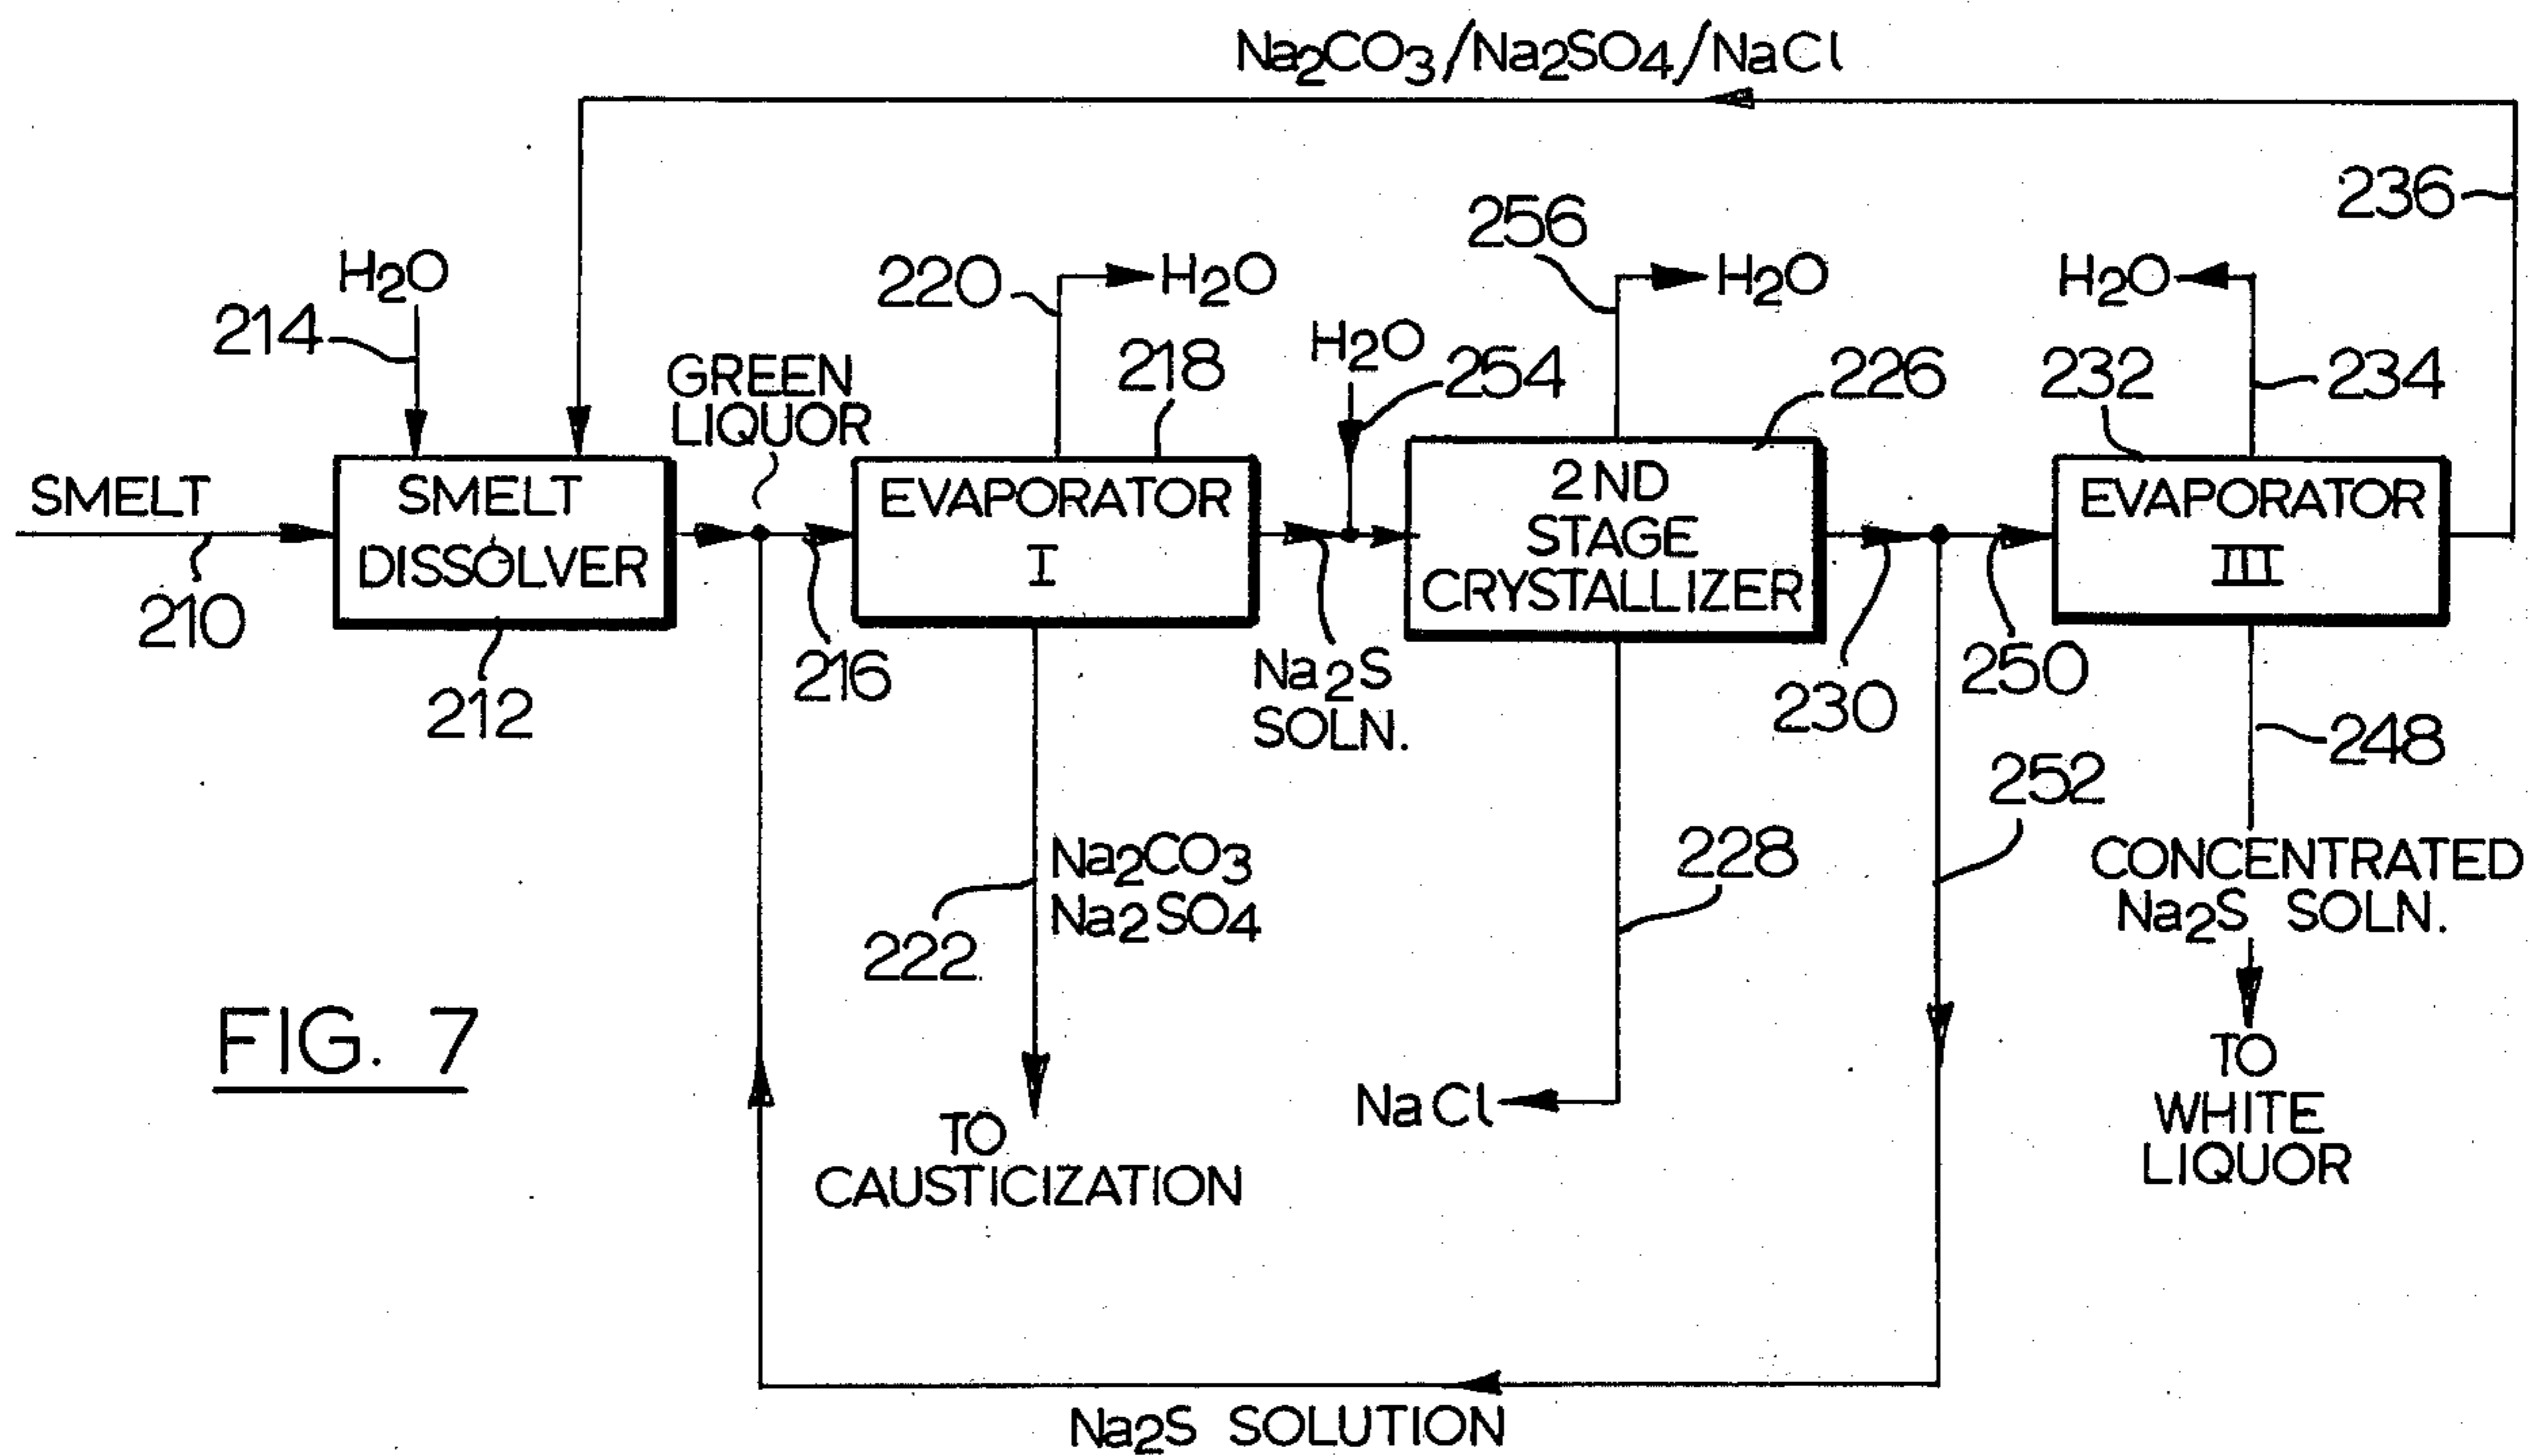 Na2CO3/Na2SO4/NaCl
236
256
H2O
220
H2O
H2O
H2O
214
H2O
218
254
226
232
234
GREEN
LIQUOR
SMELT
SMELT
DISSOLVER
EVAPORATOR
I
2ND
STAGE
CRYSTALLIZER
EVAPORATOR
III
210
212
216
Na2S
SOLN.
230
250
248
252
Na2CO3
Na2SO4
222
228
CONCENTRATED
Na2S SOLN.
FIG. 7
NaCl
TO
CAUSTICIZATION
TO
WHITE
LIQUOR
Na2S SOLUTION